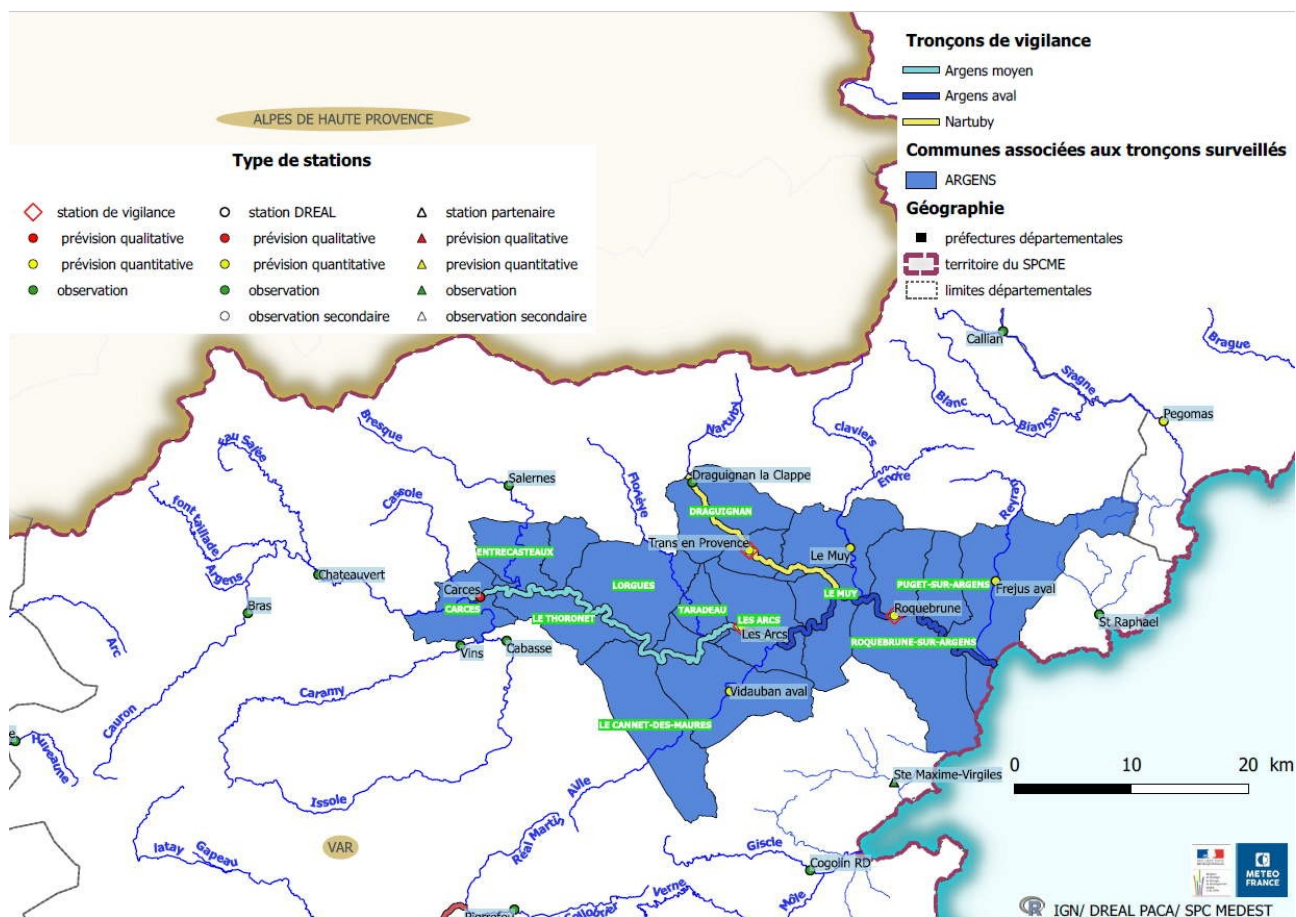 Tronçons de vigilance
Argens moyen
Argens aval
Nartuby
Communes associées aux tronçons surveillés
ARGENS
Géographie
préfectures départementales
territoire du SPCME
limites départementales
ALPES DE HAUTE PROVENCE
Type de stations
station de vigilance
station DREAL
station partenaire
prévision qualitative
prévision qualitative
prévision qualitative
prévision quantitative
prévision quantitative
prevision quantitative
observation
observation
observation
observation secondaire
observation secondaire
Callian
Brague
Siagne
Blanc
Biançon
Pegomas
Nartuby
claviers
Bresque
Eau Salée
Florièye
Draguignan la Clappe
Endre
Reyran
Salernes
Cassole
font taillade
DRAGUIGNAN
Trans en Provence
Le Muy
ENTRECASTEAUX
Argens
Chateauvert
LORGUES
PUGET-SUR-ARGENS
Frejus aval
Carces
LE MUY
CARCES
Bras
LE THORONET
TARADEAU
LES ARCS
Roquebrune
St Raphael
Les Arcs
ROQUEBRUNE-SUR-ARGENS
Arc
Vins
Cabasse
Caramy
Vidauban aval
LE CANNET-DES-MAURES
Cauron
Huveaune
Ste Maxime-Virgiles
0 10 20 km
Issole
Aille
VAR
Réal Martin
latay
Gapeau
Giscle
Cogolin RD
Môle
Verne
METEO
FRANCE
IGN/ DREAL PACA/ SPC MEDEST